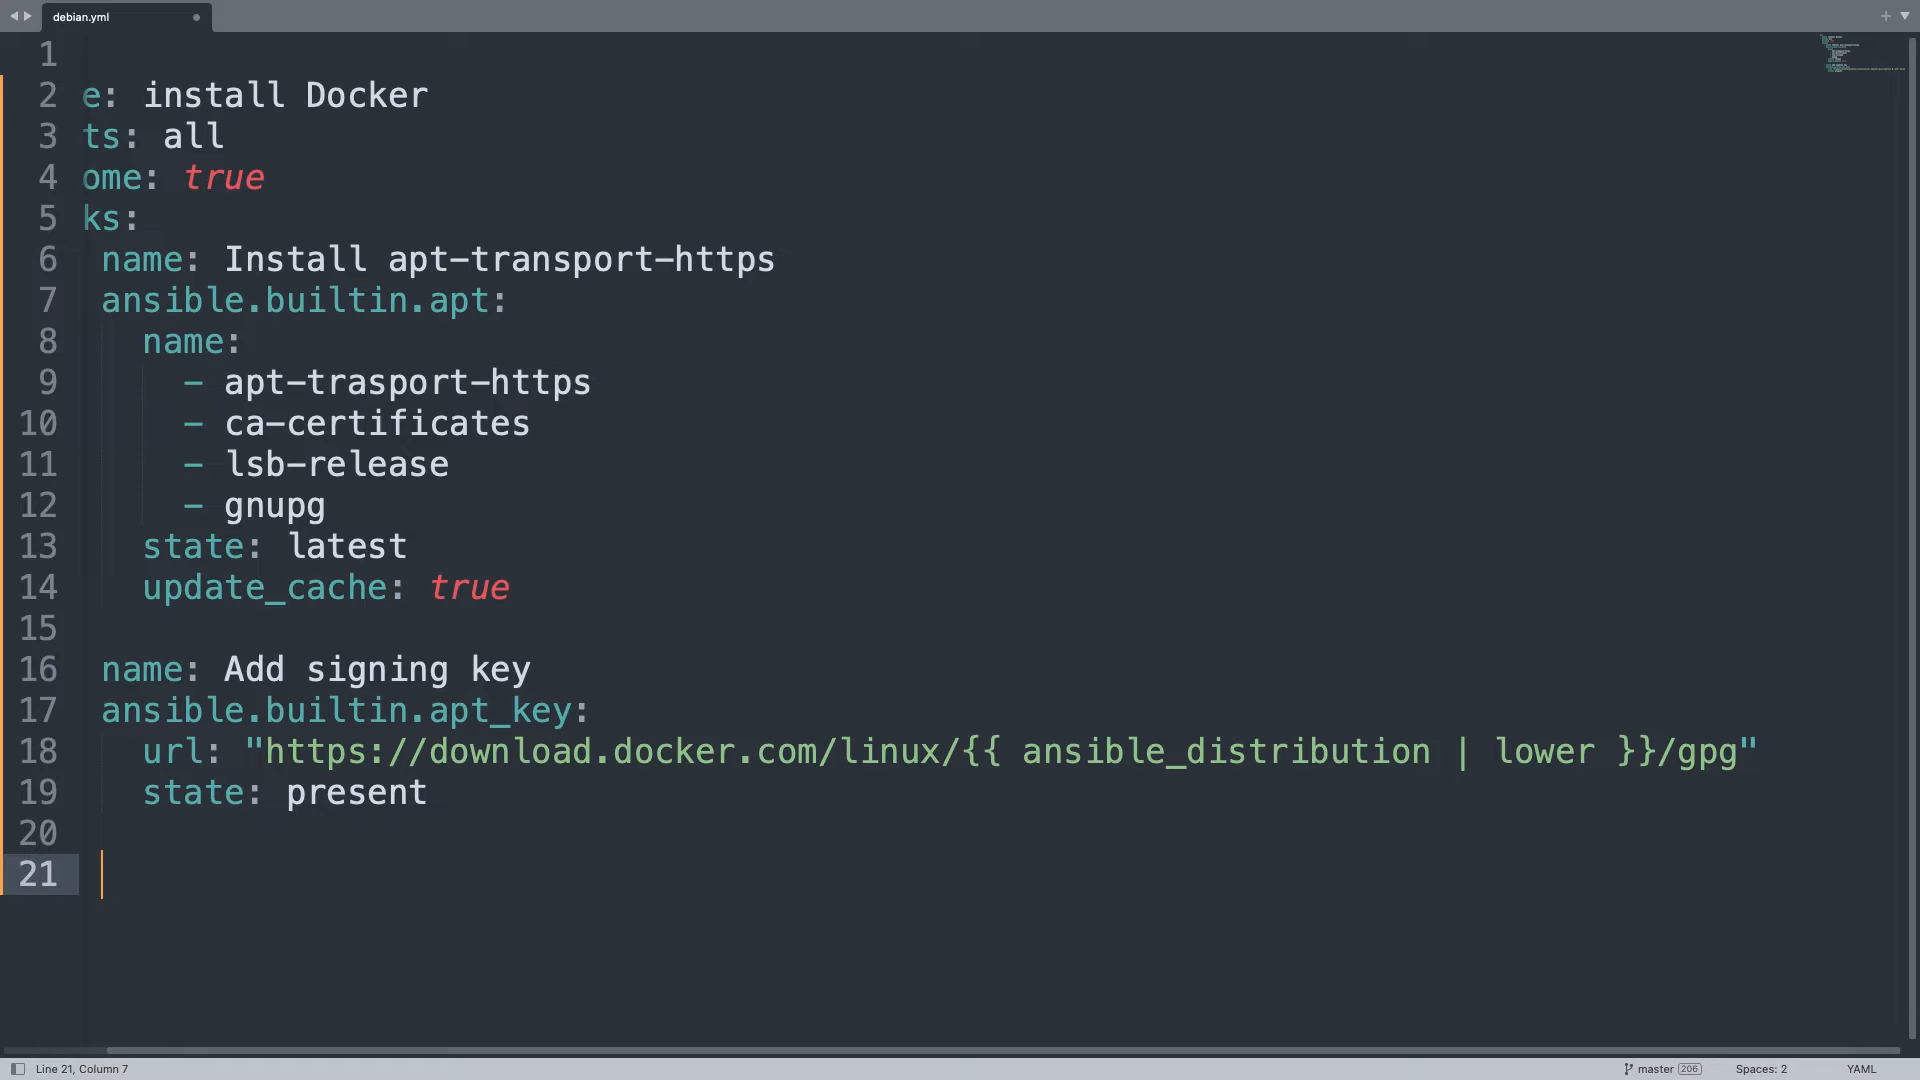 debian.yml
1
2 e: install Docker
3 ts: all
4 ome: true
5 ks:
6 name: Install apt-transport-https
7 ansible.builtin.apt:
8 name:
9 - apt-trasport-https
10 - ca-certificates
11 - lsb-release
12 - gnupg
13 state: latest
14 update_cache: true
15
16 name: Add signing key
17 ansible.builtin.apt_key:
18 url: "https://download.docker.com/linux/{{ ansible_distribution | lower }}/gpg"
19 state: present
20
21
Line 21, Column 7 master 206 Spaces: 2 YAML